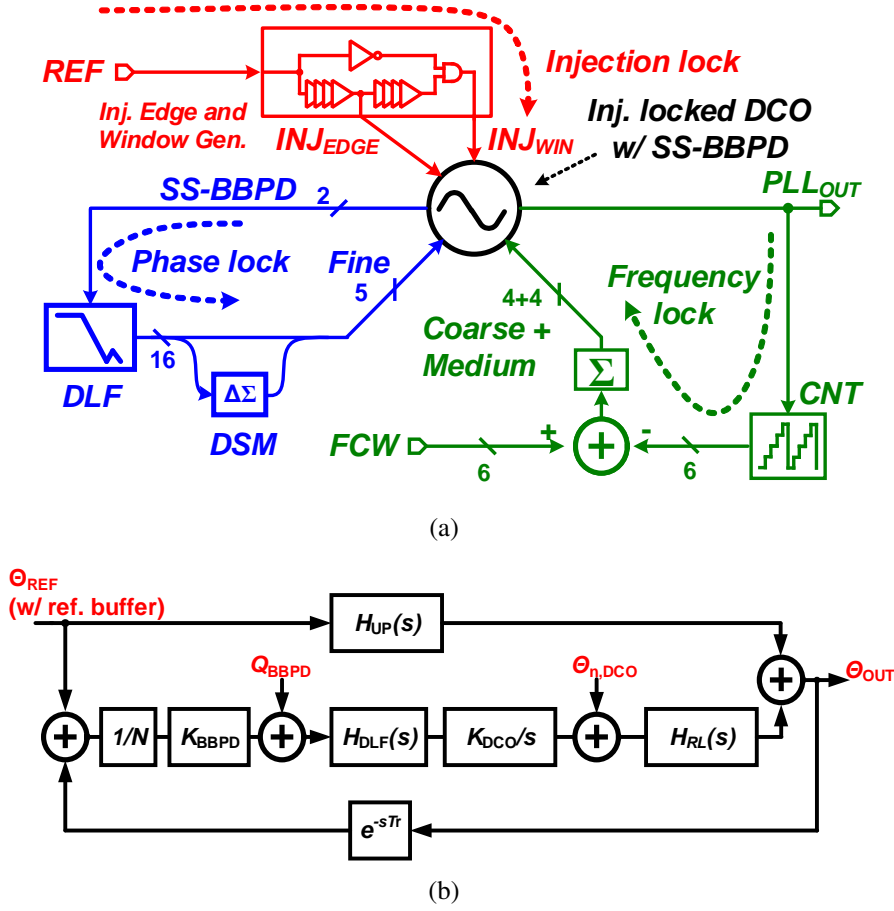 REF
Injection lock
Inj. Edge and
Window Gen.
INJEDGE
INJWIN
Inj. locked DCO
w/ SS-BBPD
SS-BBPD
2
PLLOUT
Phase lock
Fine
5
4+4
Frequency
lock
16
Coarse +
Medium
Σ
DLF
ΔΣ
DSM
CNT
FCW
6
+
+
-
6
(a)
ΘREF
(w/ ref. buffer)
HUP(s)
QBBPD
Θn,DCO
ΘOUT
+
1/N
KBBPD
+
HDLF(s)
KDCO/s
+
HRL(s)
+
e-sTr
(b)